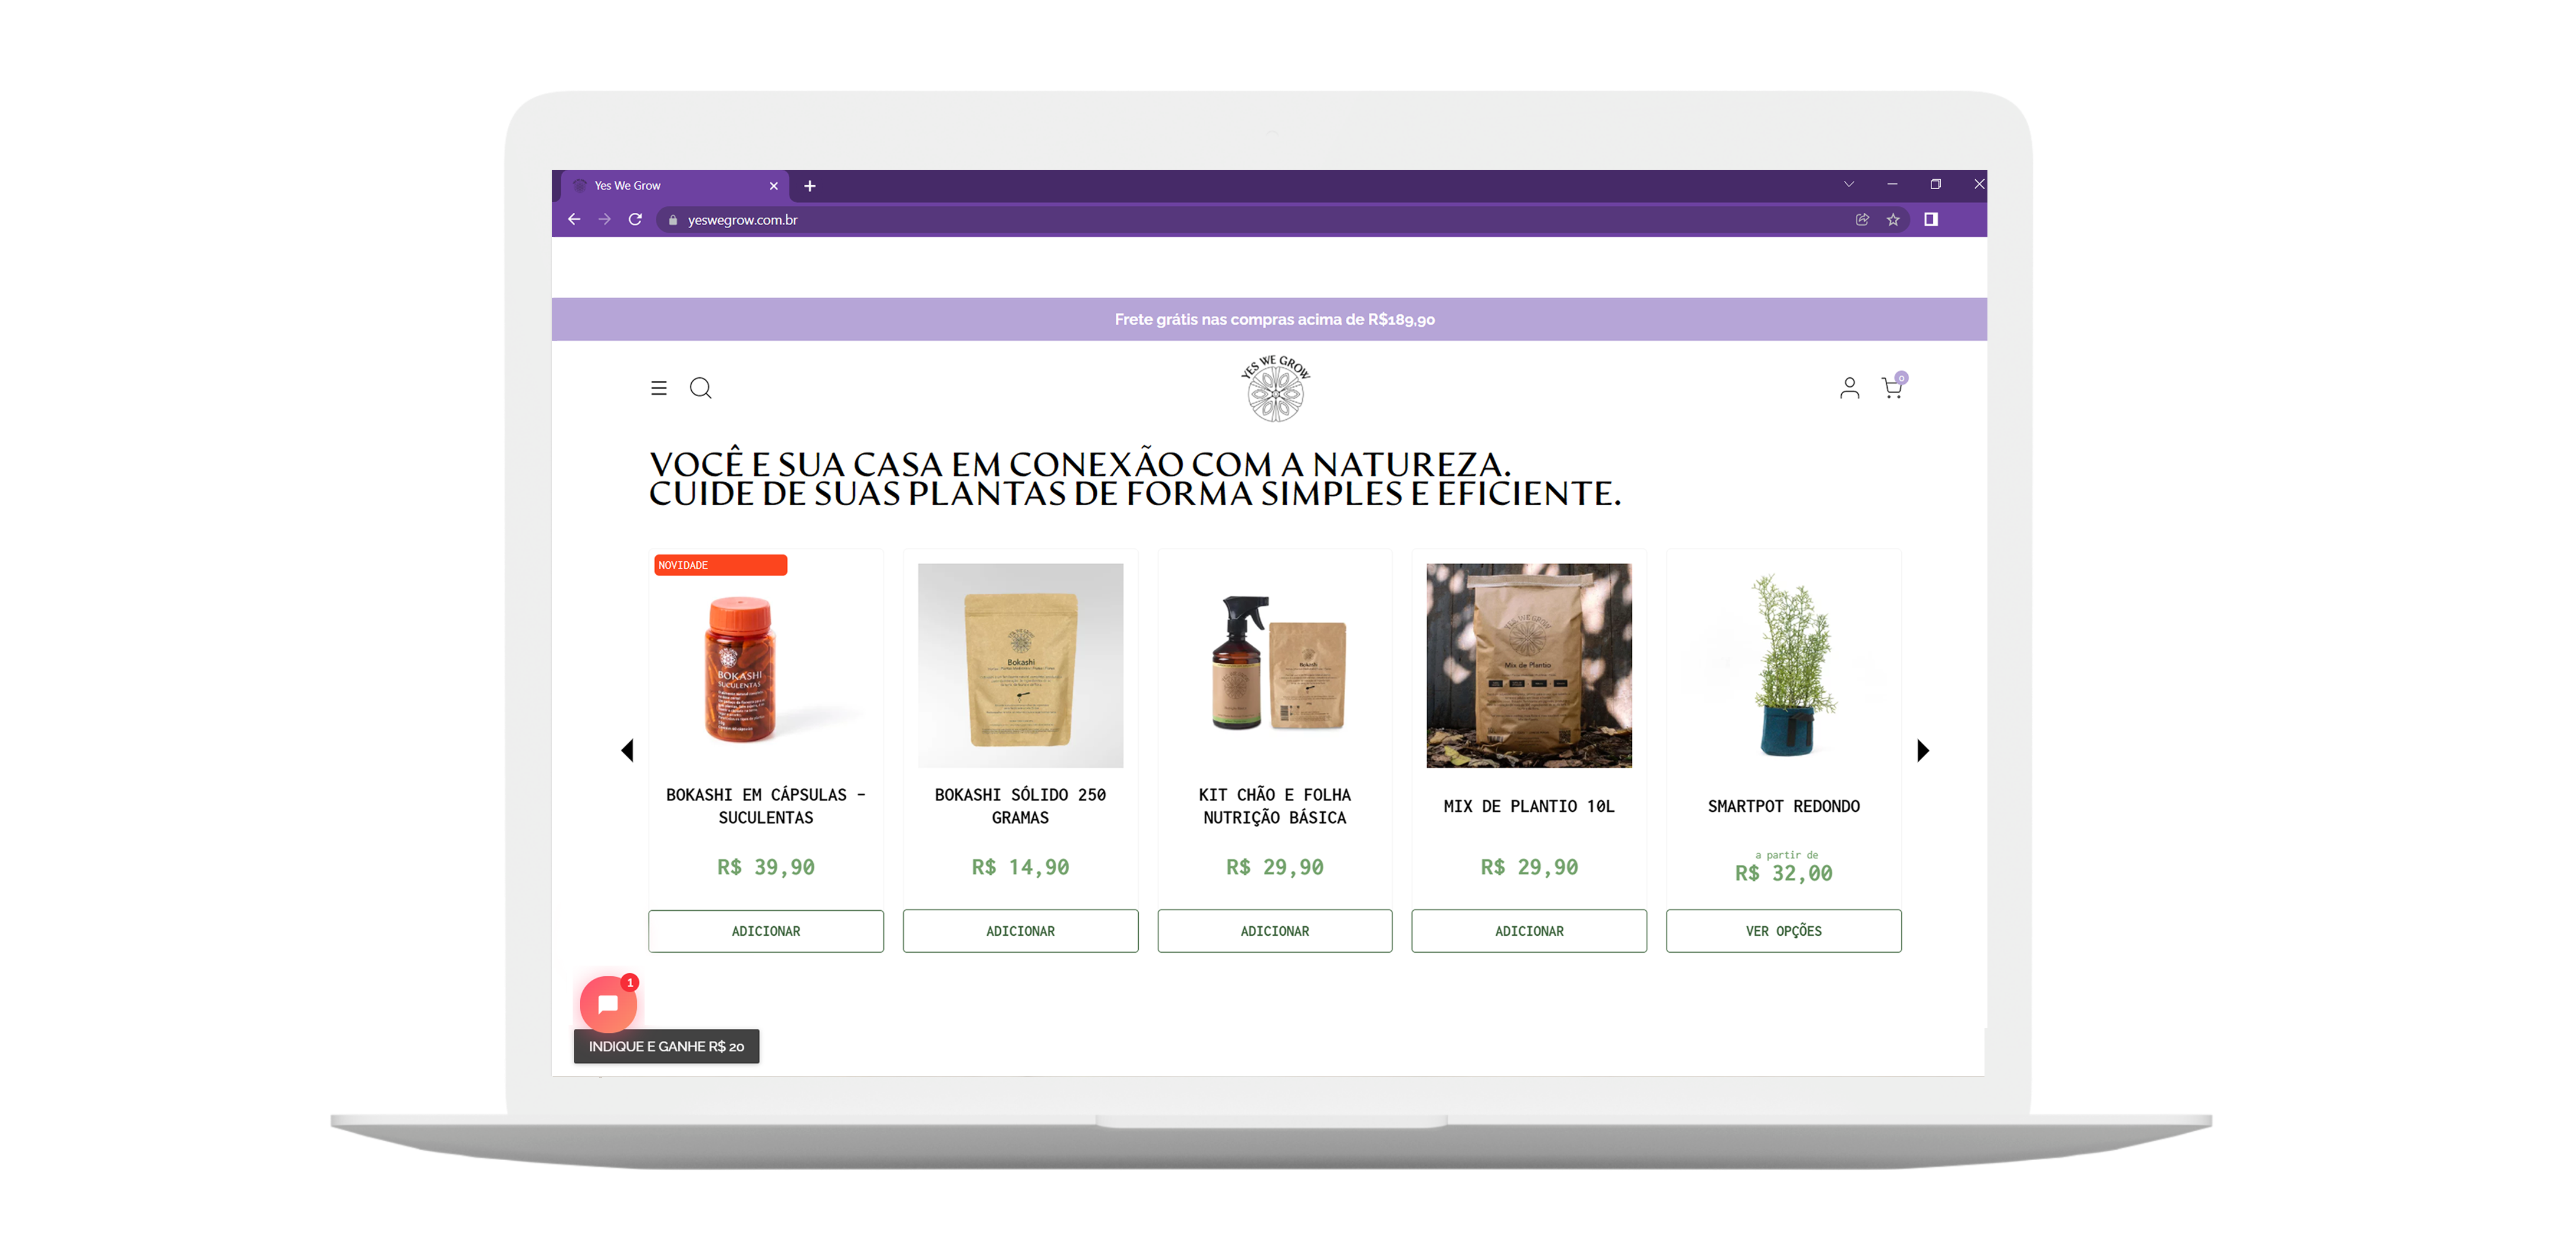 Yes We Grow
yeswegrow.com.br
Frete grátis nas compras acima de R$189,90
YES WE GROW
0
VOCÊ E SUA CASA EM CONEXÃO COM A NATUREZA.
CUIDE DE SUAS PLANTAS DE FORMA SIMPLES E EFICIENTE.
NOVIDADE
BOKASHI
SUCULENTAS
BOKASHI EM CÁPSULAS -
SUCULENTAS
R$ 39,90
ADICIONAR
YES WE GROW
Bokashi
BOKASHI SÓLIDO 250
GRAMAS
R$ 14,90
ADICIONAR
Bokashi
KIT CHÃO E FOLHA
NUTRIÇÃO BÁSICA
R$ 29,90
ADICIONAR
YES WE GROW
Mix de Plantio
MIX DE PLANTIO 10L
R$ 29,90
ADICIONAR
SMARTPOT REDONDO
a partir de
R$ 32,00
VER OPÇÕES
1
INDIQUE E GANHE R$ 20